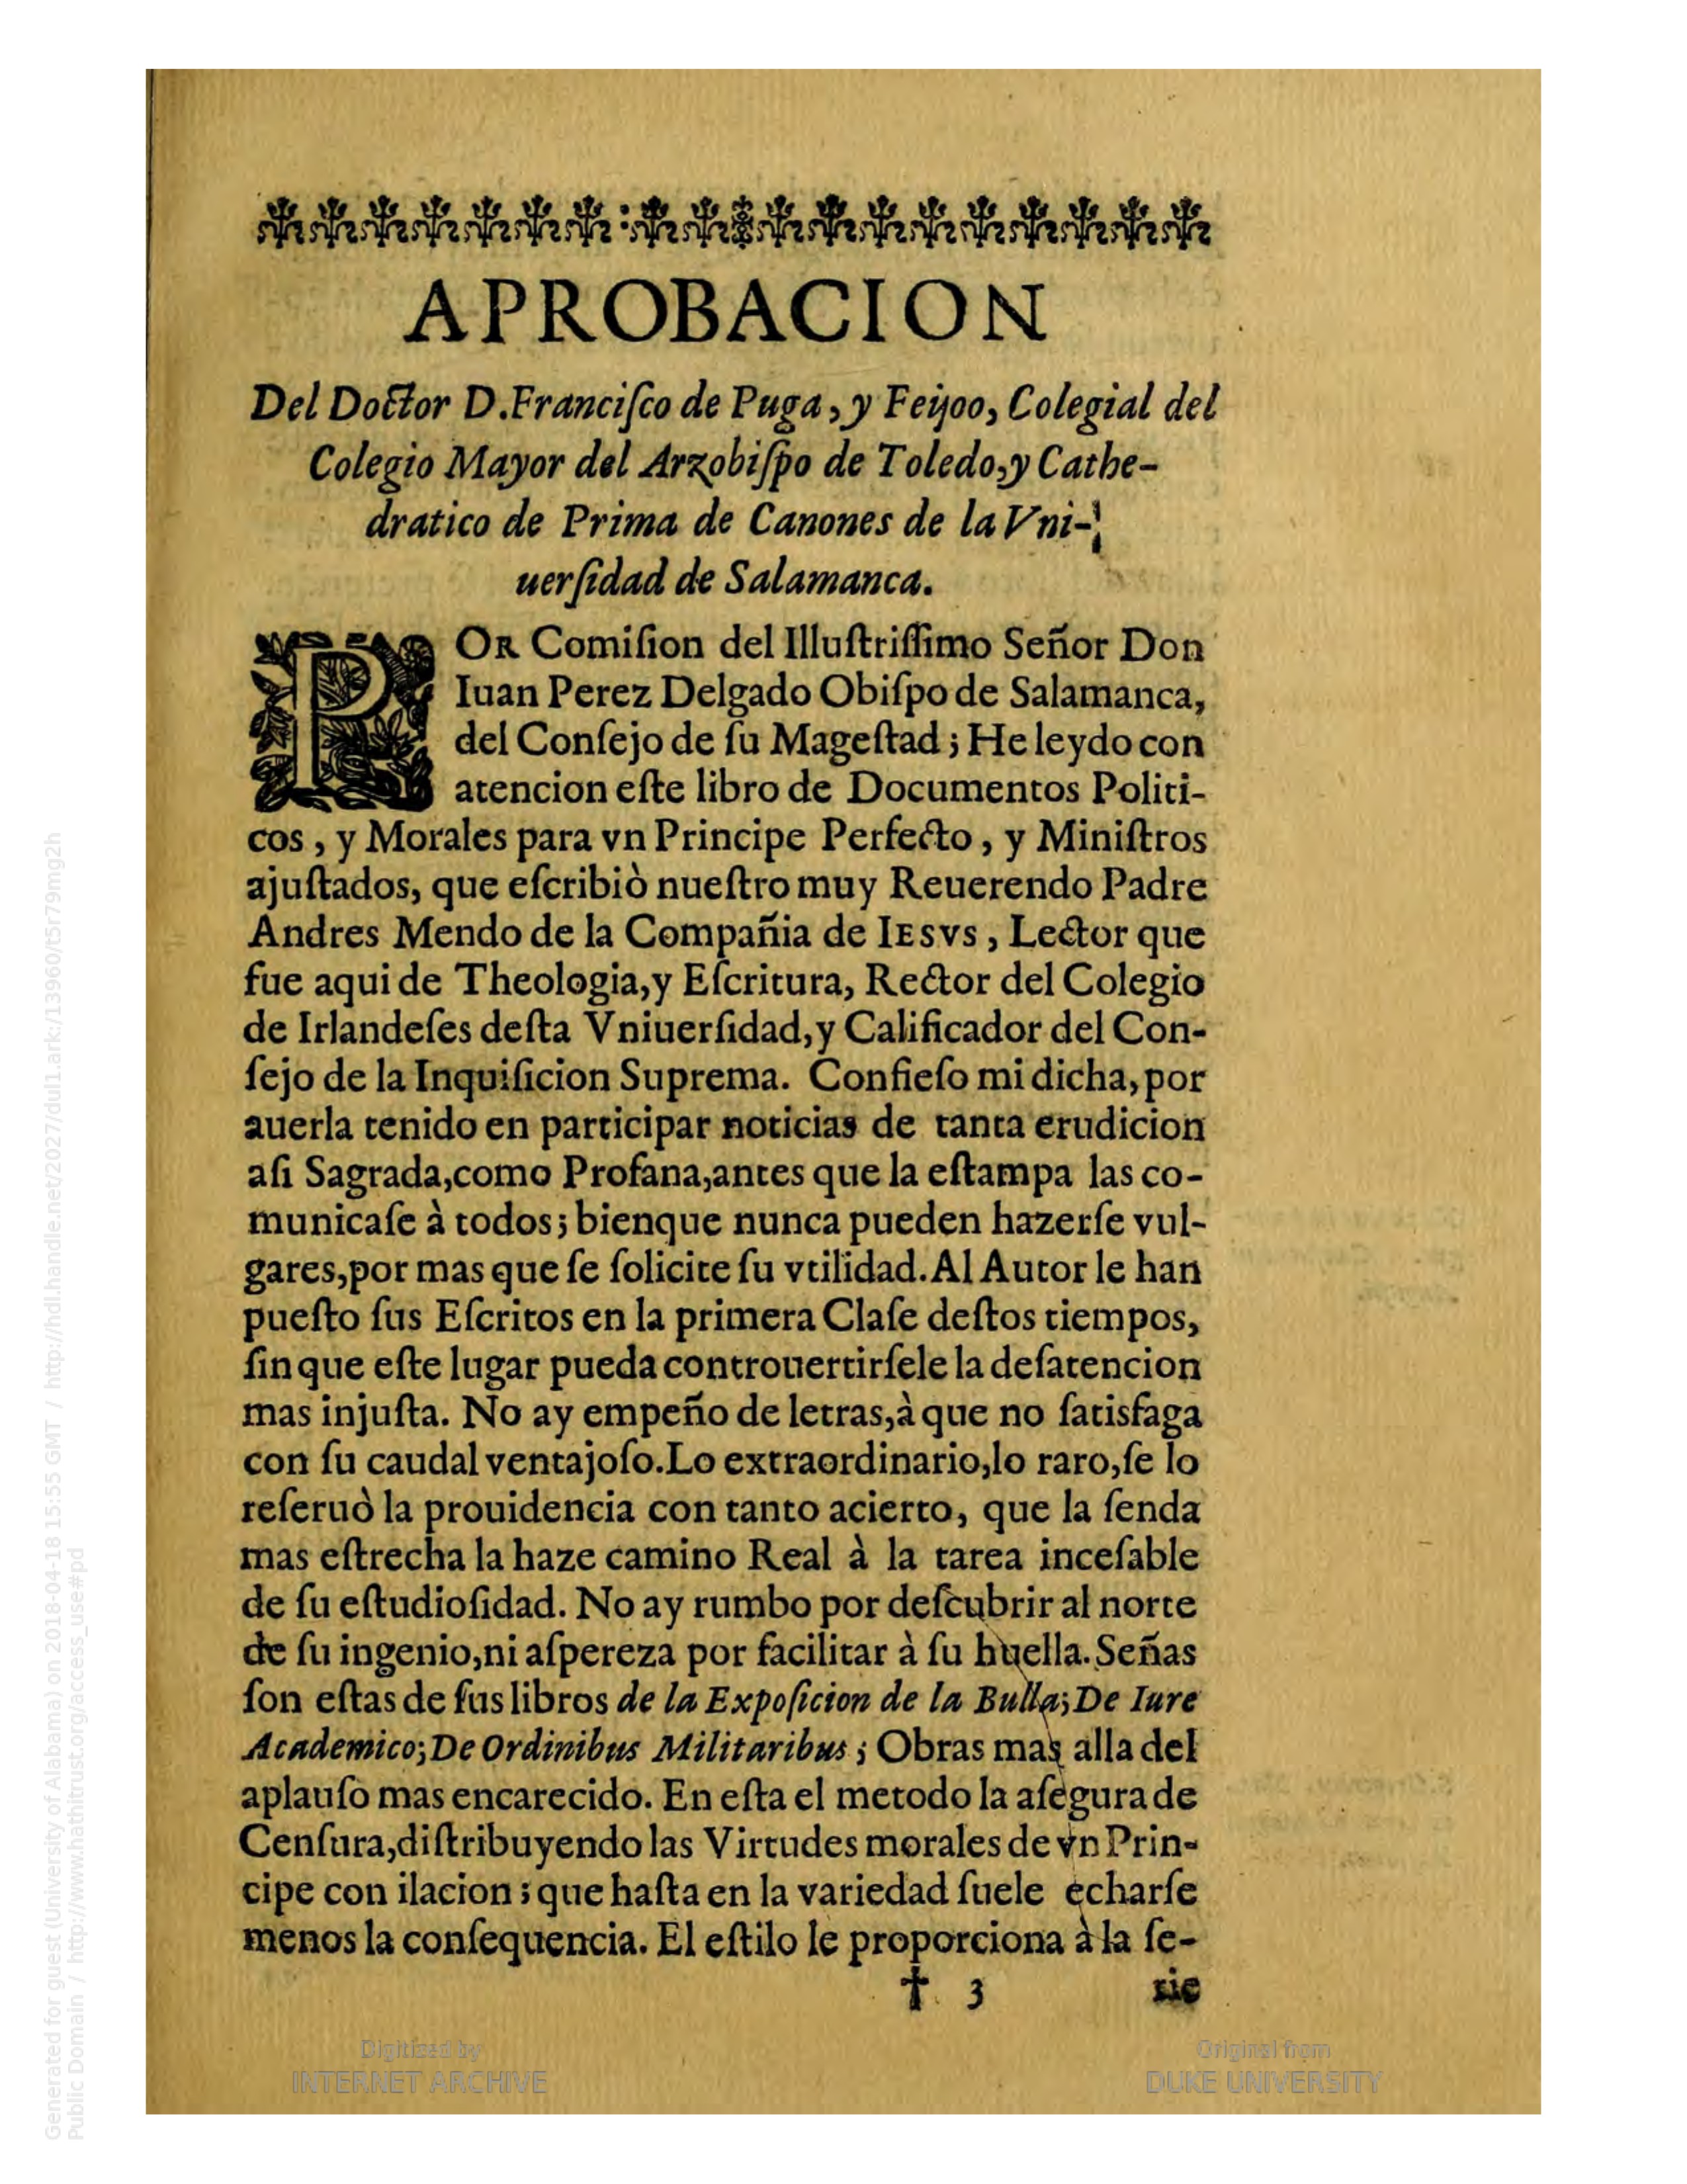 APROBACION
Del Doctor D.Franciſco de Puga, y Feijoo, Colegial del
Colegio Mayor del Arzobiſpo de Toledo,y Cathe-
dratico de Prima de Canones de la Vni-
uerſidad de Salamanca.
POR Comiſion del Illuſtriſſimo Señor Don
Iuan Perez Delgado Obiſpo de Salamanca,
del Conſejo de ſu Mageſtad; He leydo con
atencion eſte libro de Documentos Politi-
cos, y Morales para vn Principe Perfecto, y Miniſtros
ajuſtados, que eſcribiò nueſtro muy Reuerendo Padre
Andres Mendo de la Compañia de IESVS, Lector que
fue aqui de Theologia,y Eſcritura, Rector del Colegio
de Irlandeſes deſta Vniuerſidad,y Calificador del Con-
ſejo de la Inquiſicion Suprema. Confieſo mi dicha,por
auerla tenido en participar noticias de tanta erudicion
aſi Sagrada,como Profana,antes que la eſtampa las co-
municaſe à todos; bienque nunca pueden hazerſe vul-
gares,por mas que ſe ſolicite ſu vtilidad.Al Autor le han
pueſto ſus Eſcritos en la primera Claſe deſtos tiempos,
ſin que eſte lugar pueda controuertirſele la deſatencion
mas injuſta. No ay empeño de letras,à que no ſatisfaga
con ſu caudal ventajoſo.Lo extraordinario,lo raro,ſe lo
reſeruò la prouidencia con tanto acierto, que la ſenda
mas eſtrecha la haze camino Real à la tarea inceſable
de ſu eſtudioſidad. No ay rumbo por deſcubrir al norte
de ſu ingenio,ni aſpereza por facilitar à ſu huella. Señas
ſon eſtas de ſus libros de la Expoſicion de la Bulla;De Iure
Academico;De Ordinibus Militaribus; Obras mas alla del
aplauſo mas encarecido. En eſta el metodo la aſegura de
Cenſura,diſtribuyendo las Virtudes morales de vn Prin-
cipe con ilacion; que haſta en la variedad ſuele echarſe
menos la conſequencia. El eſtilo le proporciona à la ſe-
† 3 rie
Digitized by
INTERNET ARCHIVE
Original from
DUKE UNIVERSITY
Generated for guest (University of Alabama) on 2018-04-18 15:55 GMT / http://hdl.handle.net/2027/dul1.ark:/13960/t5r79mg2h
Public Domain / http://www.hathitrust.org/access_use#pd